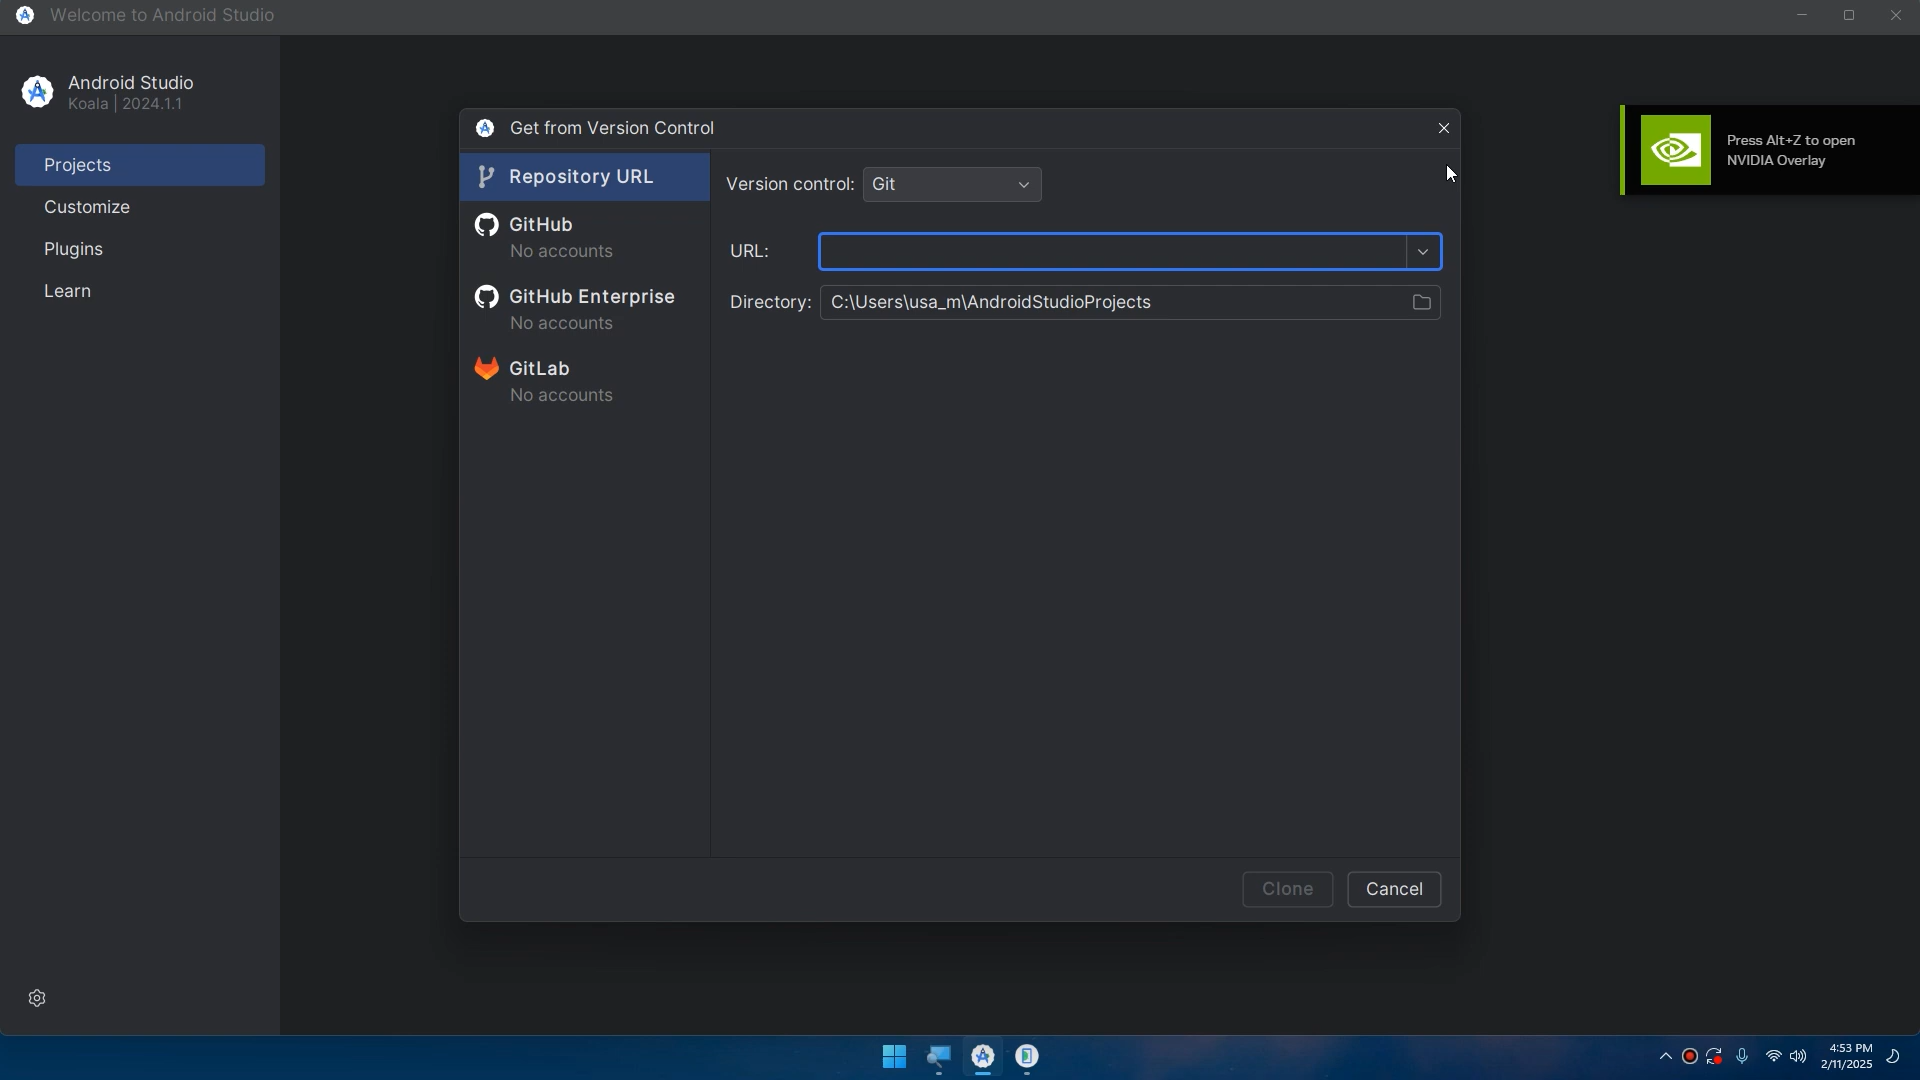 Welcome to Android Studio
Android Studio
Koala | 2024.1.1
Projects
Customize
Plugins
Learn
Get from Version Control
Repository URL
GitHub
No accounts
GitHub Enterprise
No accounts
GitLab
No accounts
Version control: Git
URL:
Directory: C:\Users\usa_m\AndroidStudioProjects
Clone
Cancel
Press Alt+Z to open
NVIDIA Overlay
4:53 PM
2/11/2025